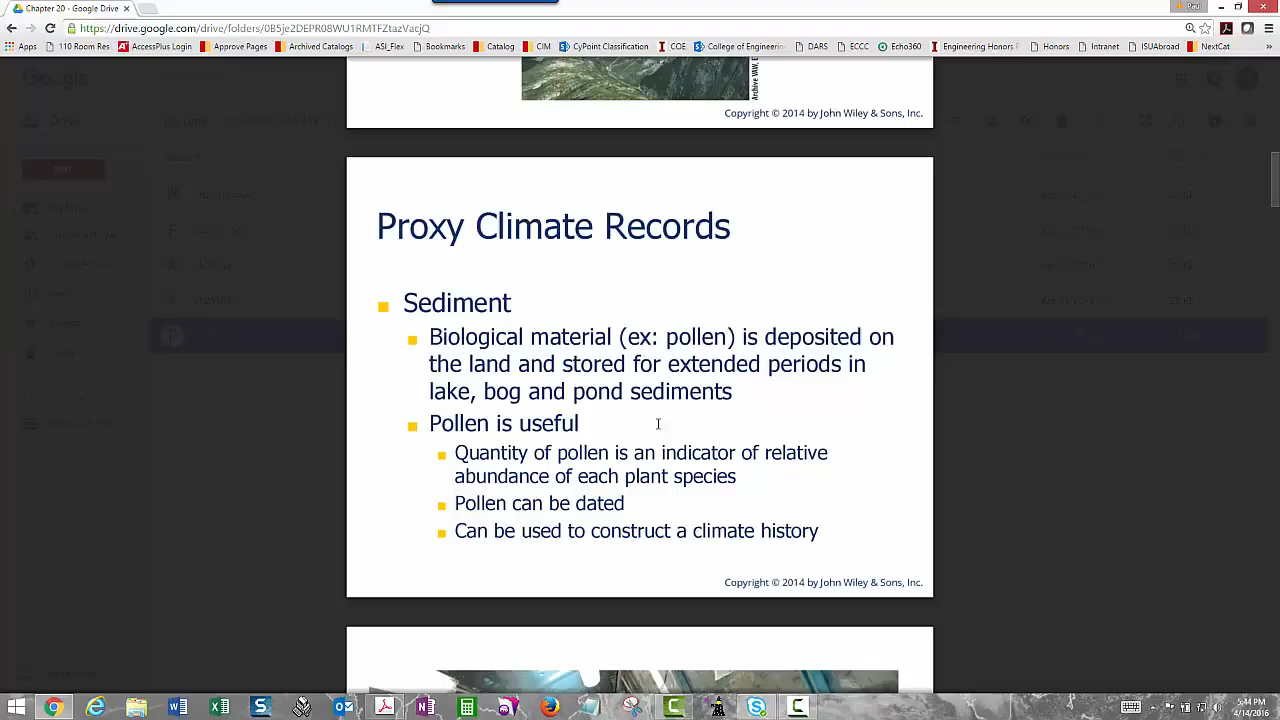 Chapter 20 - Google Drive
Paul
https://drive.google.com/drive/folders/0B5je2DEPR08WU1RMTFZtazVacjQ
Apps 110 Room Res AccessPlus Login Approve Pages Archived Catalogs ASI_Flex Bookmarks Catalog CIM CyPoint Classification COE College of Engineering DMS ECCC Echo360 Engineering Honors Honors Intranet ISUAbroad NextCat »
Archive VAW,
Copyright © 2014 by John Wiley & Sons, Inc.
Proxy Climate Records
Sediment
Biological material (ex: pollen) is deposited on
the land and stored for extended periods in
lake, bog and pond sediments
Pollen is useful
Quantity of pollen is an indicator of relative
abundance of each plant species
Pollen can be dated
Can be used to construct a climate history
Copyright © 2014 by John Wiley & Sons, Inc.
5:44 PM
4/14/2016